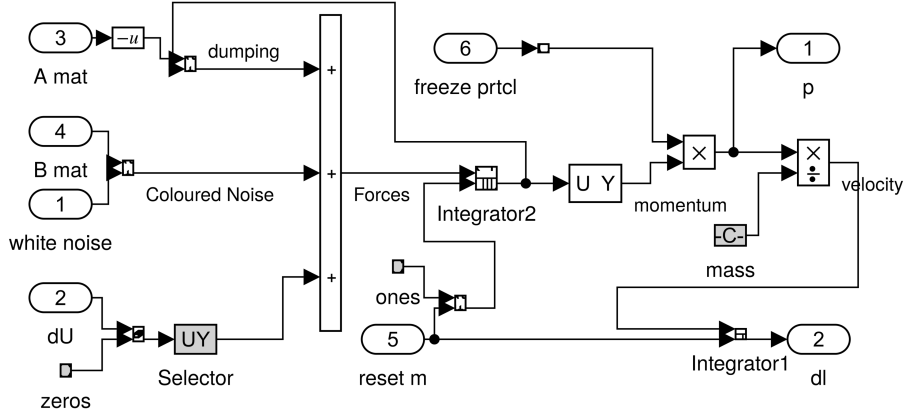 3
-u
A mat
dumping
4
B mat
1
white noise
Coloured Noise
2
dU
zeros
UY
Selector
+
+
+
Forces
6
freeze prtcl
Integrator2
U Y
momentum
×
1
p
×
÷
velocity
-C-
mass
ones
5
reset m
Integrator1
2
dl